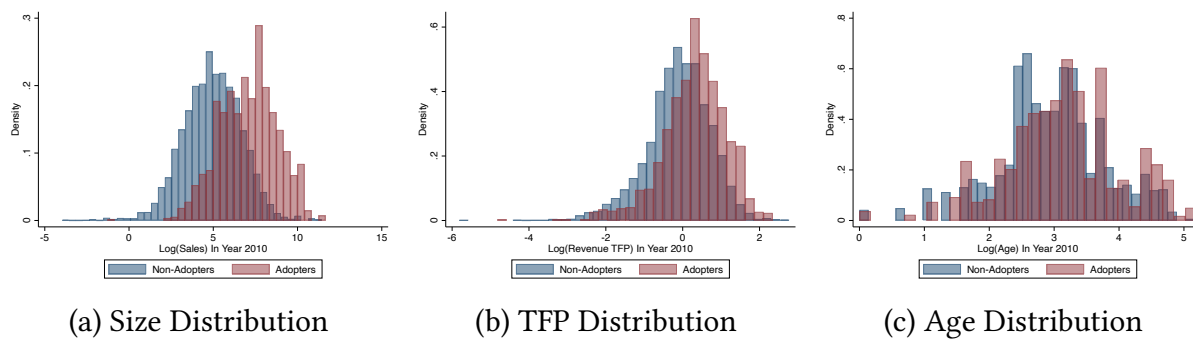 Density
.3
.2
.1
0
-5
0
5
10
15
Log(Sales) In Year 2010
Non-Adopters
Adopters
(a) Size Distribution
Density
.6
.4
.2
0
-6
-4
-2
0
2
Log(Revenue TFP) In Year 2010
Non-Adopters
Adopters
(b) TFP Distribution
Density
.8
.6
.4
.2
0
0
1
2
3
4
5
Log(Age) In Year 2010
Non-Adopters
Adopters
(c) Age Distribution